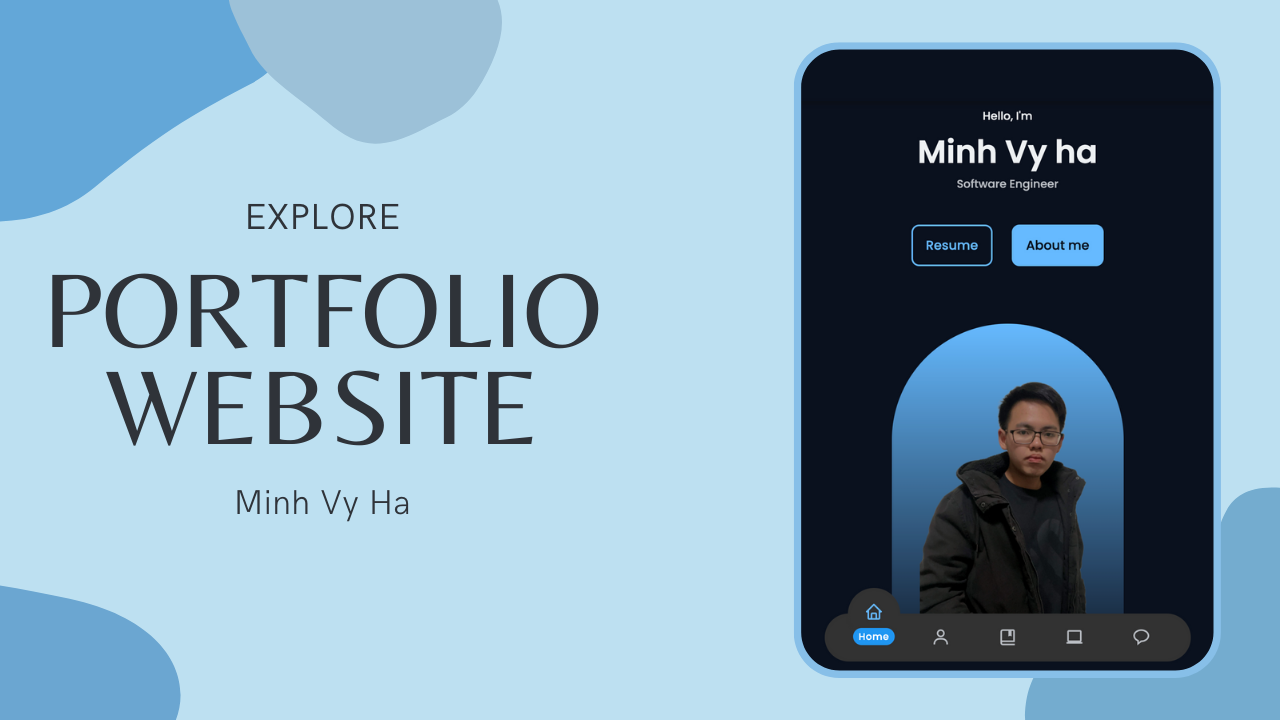 EXPLORE
PORTFOLIO
WEBSITE
Minh Vy Ha
Hello, I'm
Minh Vy ha
Software Engineer
Resume
About me
Home